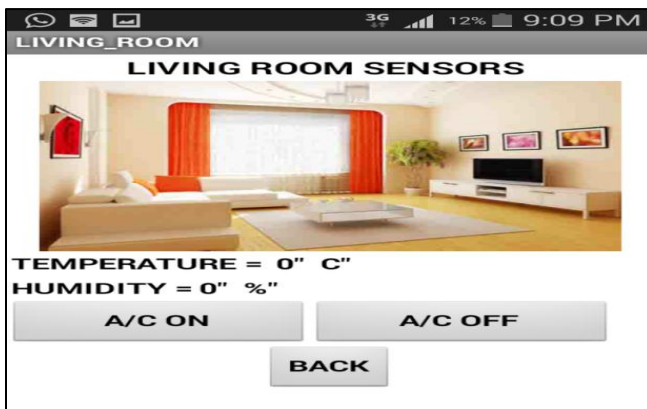 3G 12% 9:09 PM
LIVING_ROOM
LIVING ROOM SENSORS
TEMPERATURE = 0" C"
HUMIDITY = 0" %"
A/C ON A/C OFF
BACK